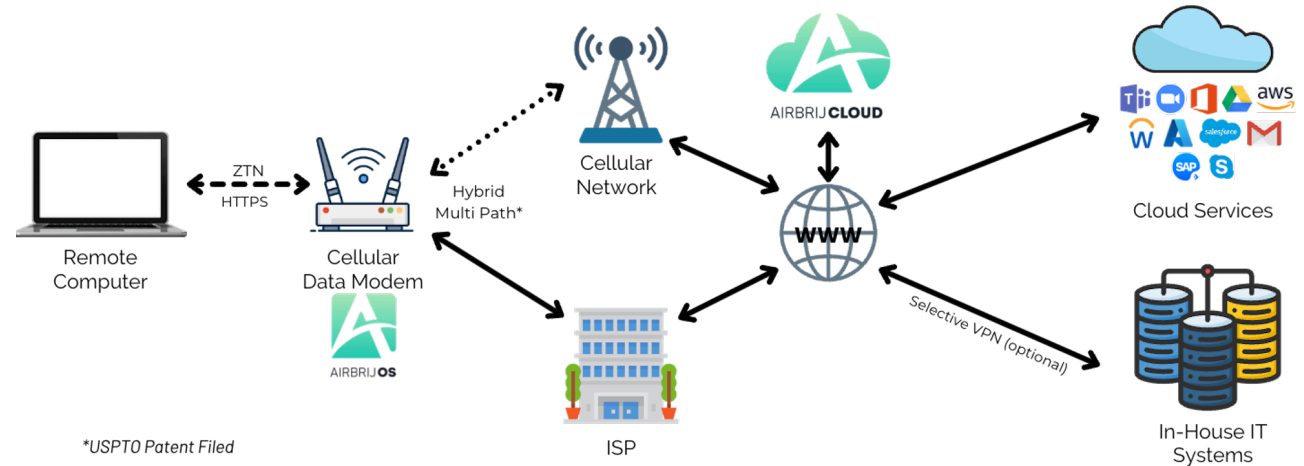 ZTN
HTTPS
Remote
Computer
Cellular
Data Modem
AIRBRIJ OS
Hybrid
Multi Path*
Cellular
Network
ISP
AIRBRIJ CLOUD
WWW
aws
W
salesforce
SAP
Cloud Services
Selective VPN (optional)
In-House IT
Systems
*USPTO Patent Filed